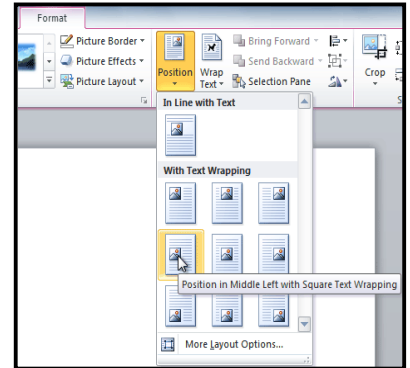 Format
Picture Border
Picture Effects
Picture Layout
Position
Wrap
Text
Bring Forward
Send Backward
Selection Pane
Crop
S
In Line with Text
With Text Wrapping
Position in Middle Left with Square Text Wrapping
More Layout Options...